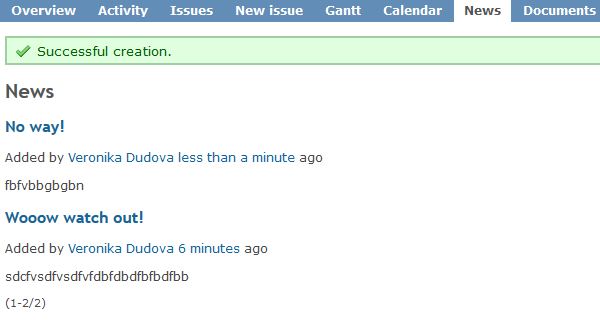 Overview Activity Issues New issue Gantt Calendar News Documents
Successful creation.
News
No way!
Added by Veronika Dudova less than a minute ago
fbfvbbgbgbn
Wooow watch out!
Added by Veronika Dudova 6 minutes ago
sdcfvsdfvsdfvfdbfdbdfbfbdfbb
(1-2/2)